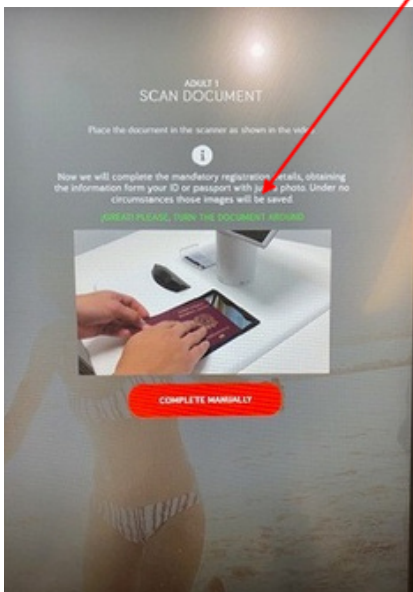 ADULT 1
SCAN DOCUMENT
Place the document in the scanner as shown in the video
Now we will complete the mandatory registration details, obtaining
the information form your ID or passport with just a photo. Under no
circumstances those images will be saved.
¡GREAT! PLEASE, TURN THE DOCUMENT AROUND
COMPLETE MANUALLY